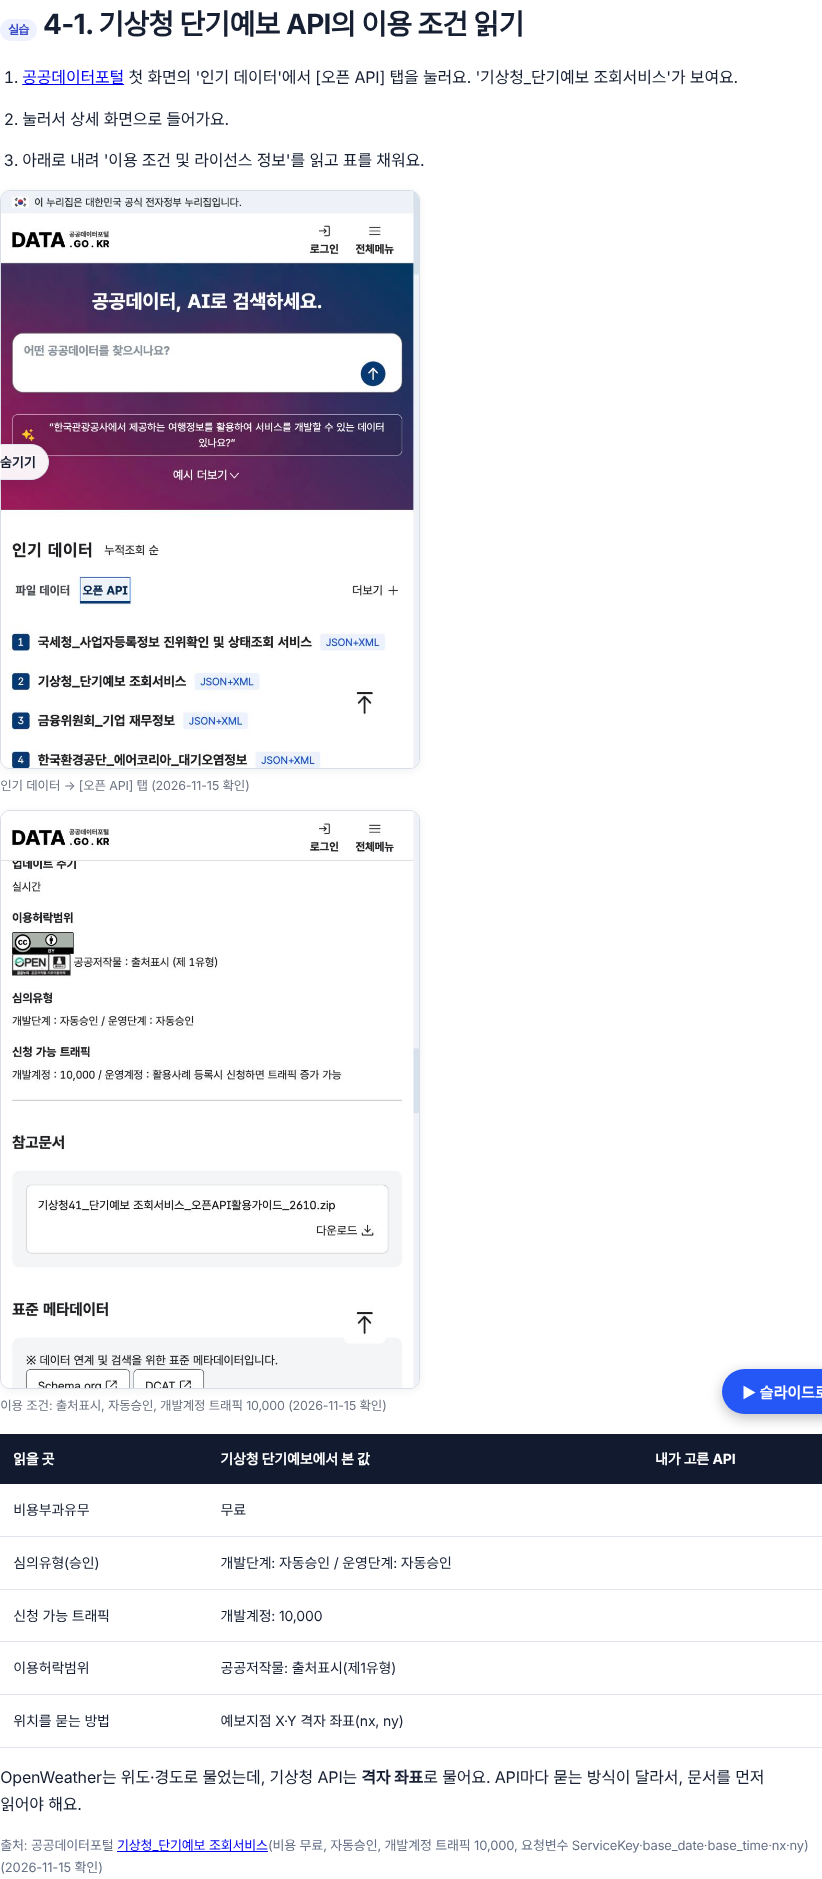 실습 4-1. 기상청 단기예보 API의 이용 조건 읽기
1. 공공데이터포털 첫 화면의 '인기 데이터'에서 [오픈 API] 탭을 눌러요. '기상청_단기예보 조회서비스'가 보여요.
2. 눌러서 상세 화면으로 들어가요.
3. 아래로 내려 '이용 조건 및 라이선스 정보'를 읽고 표를 채워요.
이 누리집은 대한민국 공식 전자정부 누리집입니다.
DATA 공공데이터포털 .GO.KR
로그인 전체메뉴
공공데이터, AI로 검색하세요.
어떤 공공데이터를 찾으시나요?
"한국관광공사에서 제공하는 여행정보를 활용하여 서비스를 개발할 수 있는 데이터
있나요?"
숨기기
예시 더보기
인기 데이터 누적조회 순
파일 데이터 오픈 API 더보기 +
1 국세청_사업자등록정보 진위확인 및 상태조회 서비스 JSON+XML
2 기상청_단기예보 조회서비스 JSON+XML
3 금융위원회_기업 재무정보 JSON+XML
4 한국환경공단_에어코리아_대기오염정보 JSON+XML
인기 데이터 → [오픈 API] 탭 (2026-11-15 확인)
DATA 공공데이터포털 .GO.KR
로그인 전체메뉴
업데이트 주기
실시간
이용허락범위
cc BY
OPEN 공공저작물 : 출처표시 (제 1유형)
심의유형
개발단계 : 자동승인 / 운영단계 : 자동승인
신청 가능 트래픽
개발계정 : 10,000 / 운영계정 : 활용사례 등록시 신청하면 트래픽 증가 가능
참고문서
기상청41_단기예보 조회서비스_오픈API활용가이드_2610.zip
다운로드
표준 메타데이터
※ 데이터 연계 및 검색을 위한 표준 메타데이터입니다.
Schema.org DCAT
이용 조건: 출처표시, 자동승인, 개발계정 트래픽 10,000 (2026-11-15 확인)
▶ 슬라이드로
읽을 곳 기상청 단기예보에서 본 값 내가 고른 API
비용부과유무 무료
심의유형(승인) 개발단계: 자동승인 / 운영단계: 자동승인
신청 가능 트래픽 개발계정: 10,000
이용허락범위 공공저작물: 출처표시(제1유형)
위치를 묻는 방법 예보지점 X·Y 격자 좌표(nx, ny)
OpenWeather는 위도·경도로 물었는데, 기상청 API는 격자 좌표로 물어요. API마다 묻는 방식이 달라서, 문서를 먼저
읽어야 해요.
출처: 공공데이터포털 기상청_단기예보 조회서비스(비용 무료, 자동승인, 개발계정 트래픽 10,000, 요청변수 ServiceKey·base_date·base_time·nx·ny)
(2026-11-15 확인)